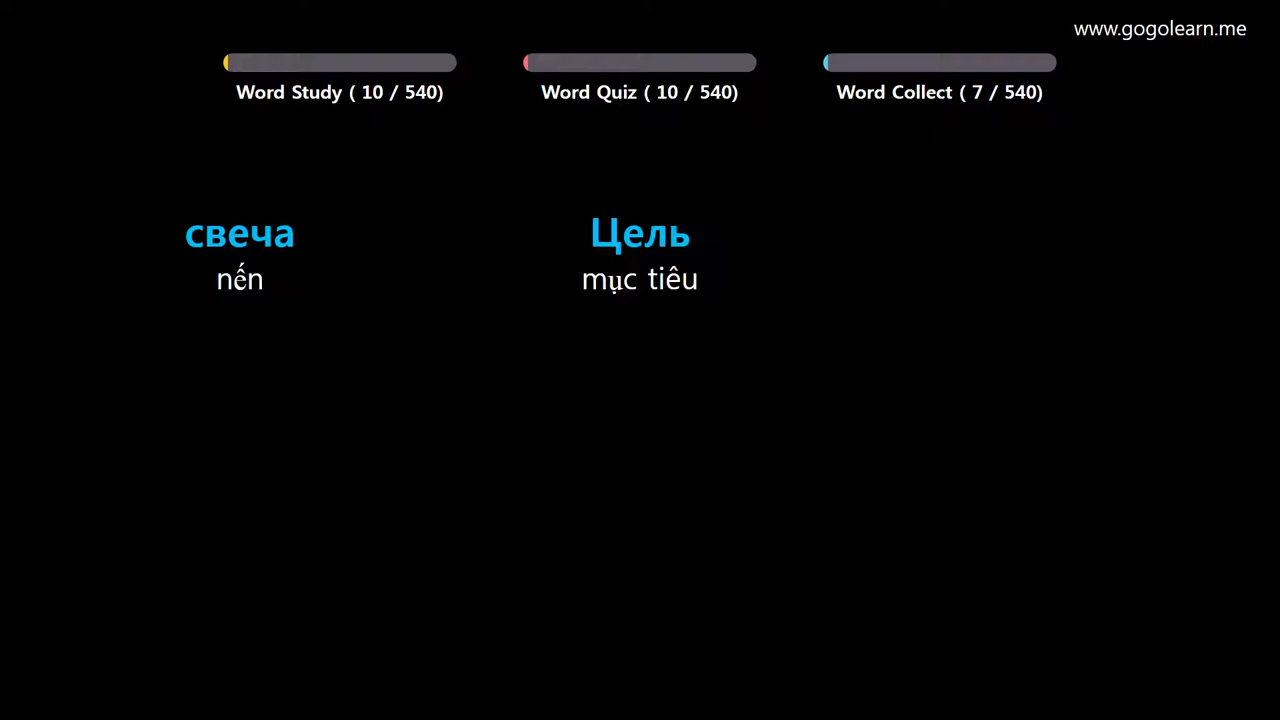 www.gogolearn.me
Word Study ( 10 / 540)
Word Quiz ( 10 / 540)
Word Collect ( 7 / 540)
свеча
nến
Цель
mục tiêu